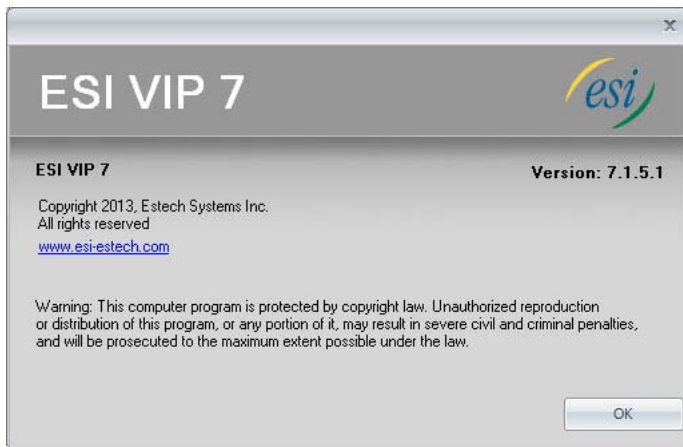 ESI VIP 7
esi
ESI VIP 7
Version: 7.1.5.1
Copyright 2013, Estech Systems Inc.
All rights reserved
www.esi-estech.com
Warning: This computer program is protected by copyright law. Unauthorized reproduction
or distribution of this program, or any portion of it, may result in severe civil and criminal penalties,
and will be prosecuted to the maximum extent possible under the law.
OK